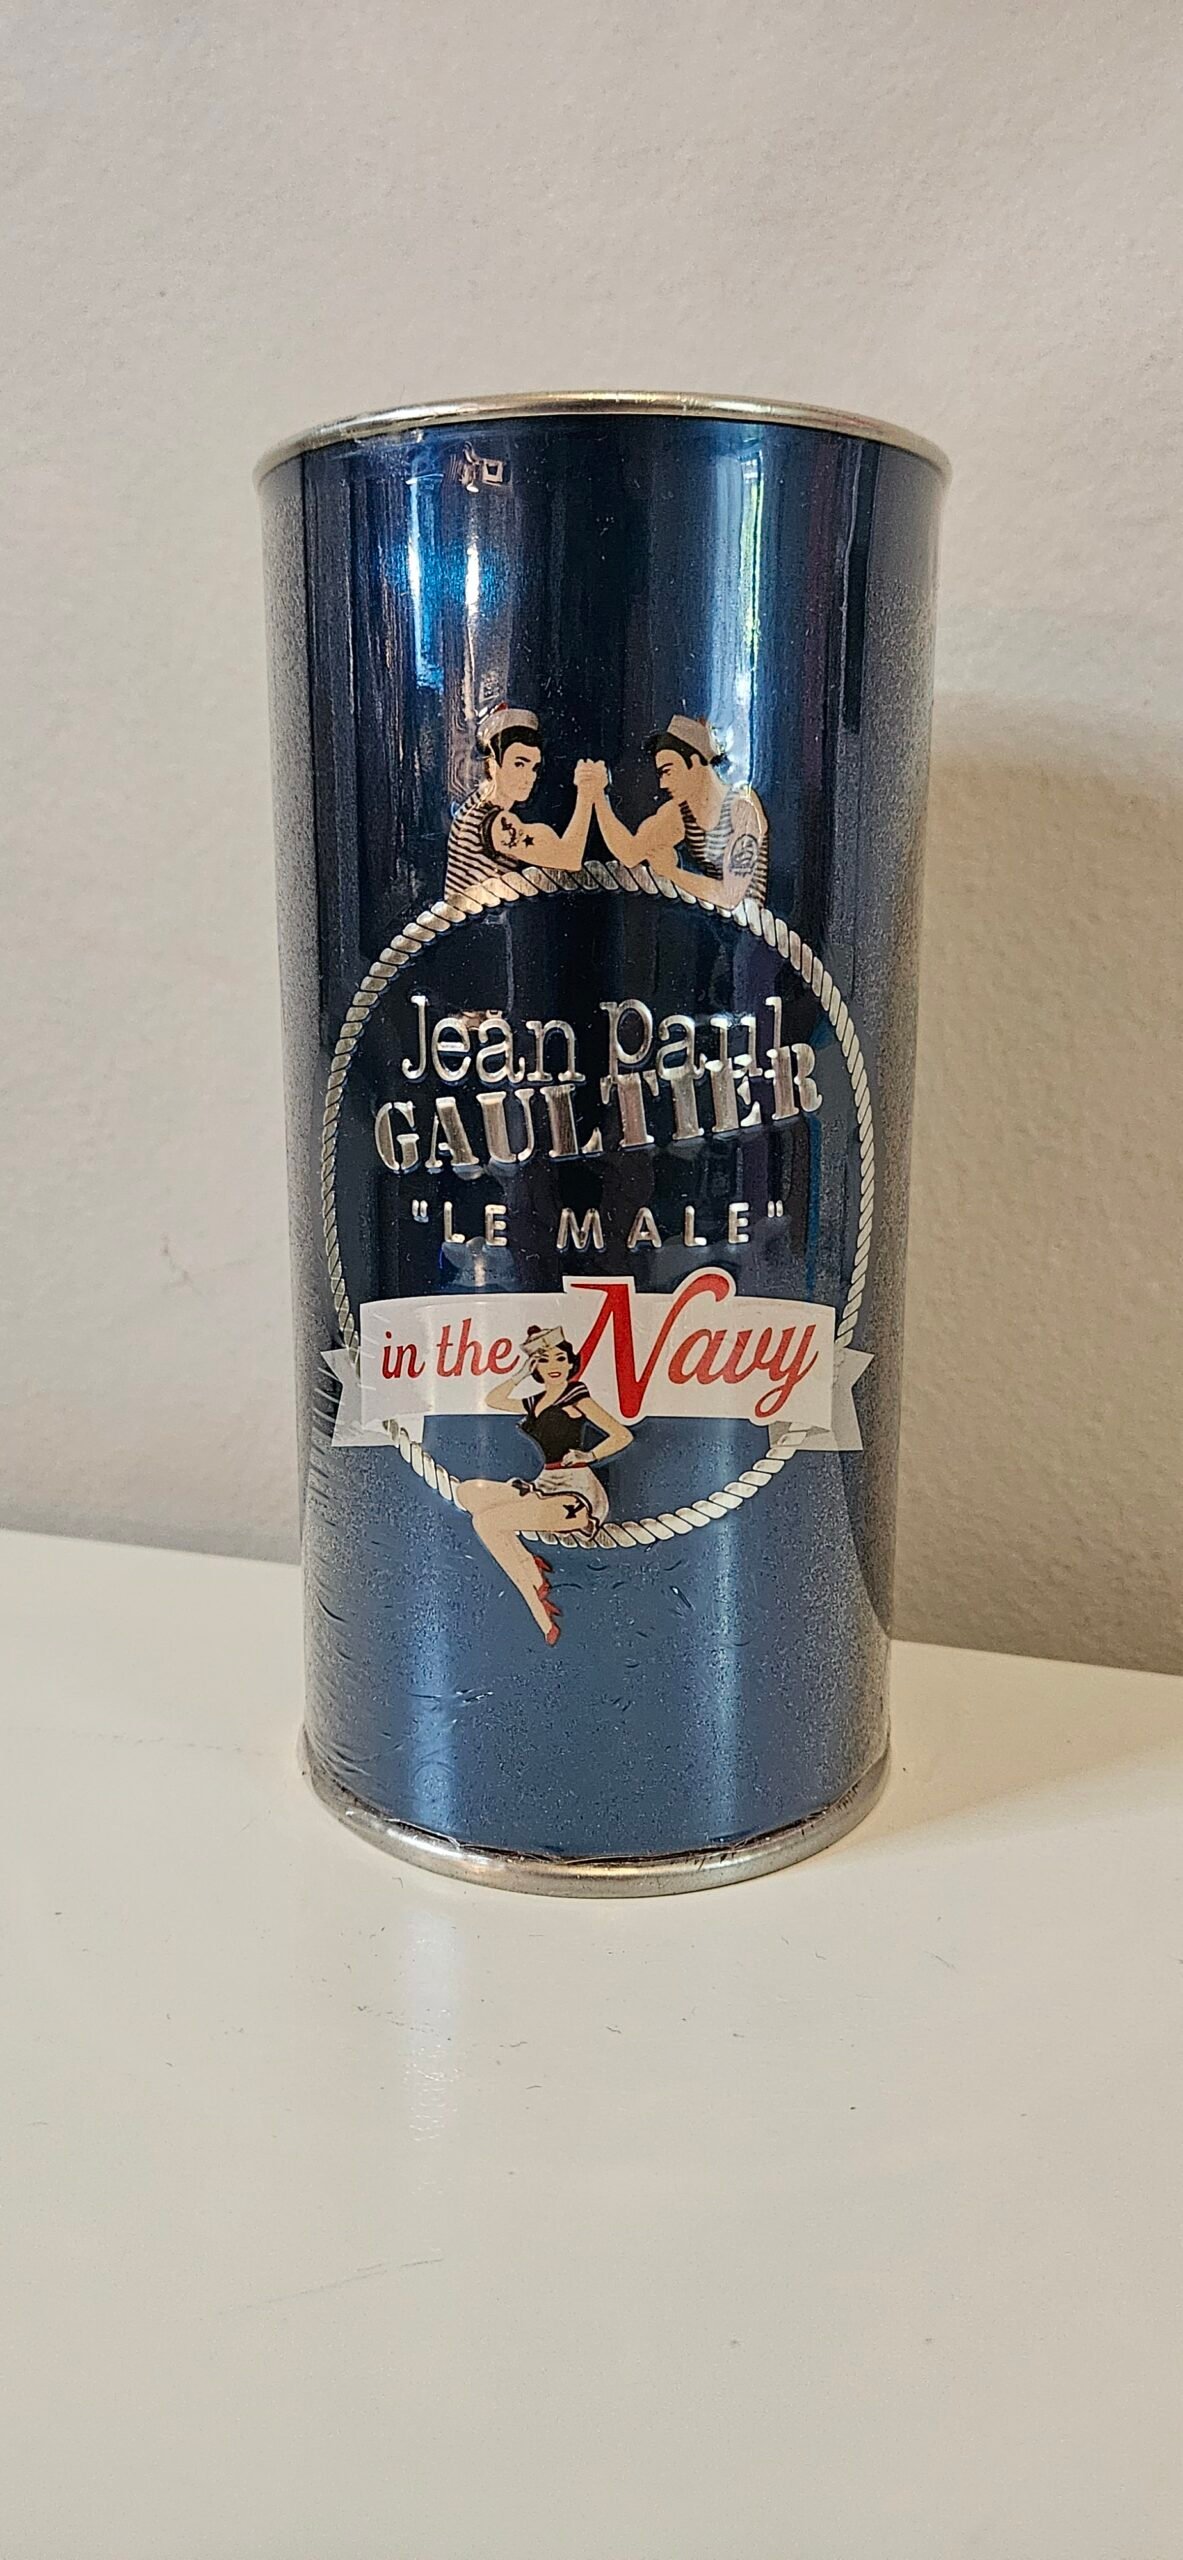 Jean Paul
GAULTIER
"LE MALE"
in the Navy